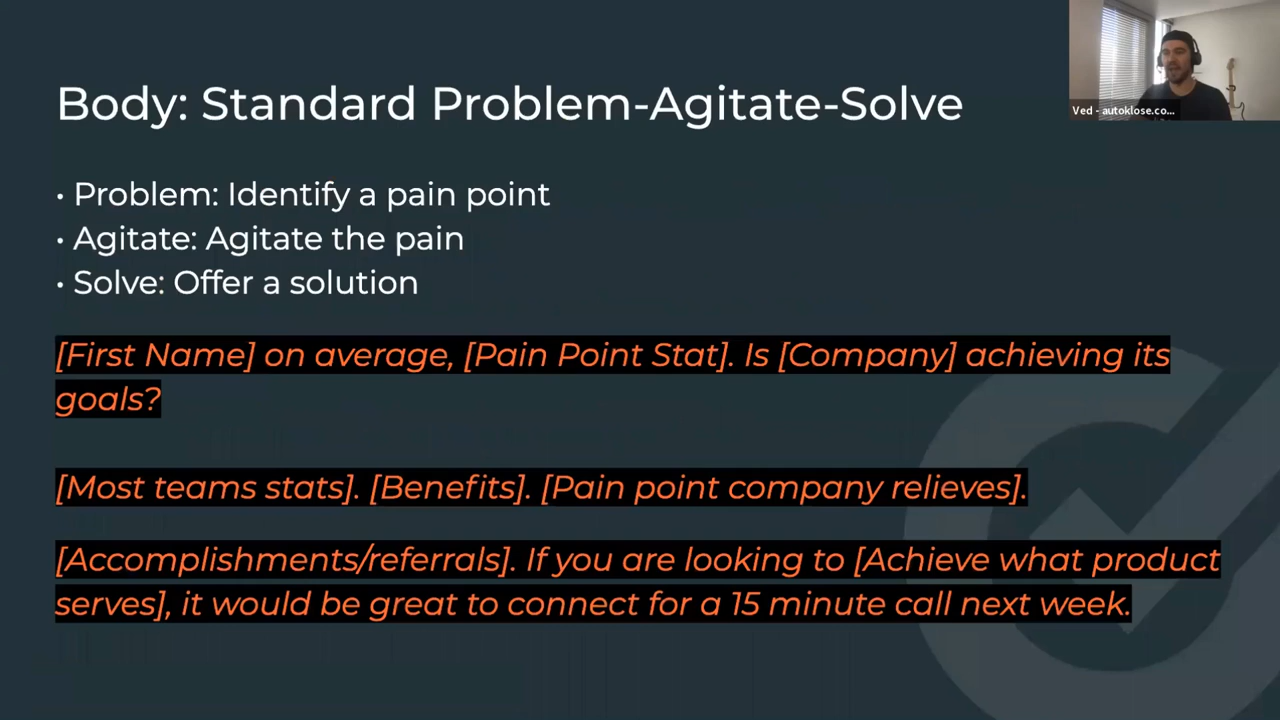 Body: Standard Problem-Agitate-Solve
Ved - autoklose.co...
• Problem: Identify a pain point
• Agitate: Agitate the pain
• Solve: Offer a solution
[First Name] on average, [Pain Point Stat]. Is [Company] achieving its
goals?
[Most teams stats]. [Benefits]. [Pain point company relieves].
[Accomplishments/referrals]. If you are looking to [Achieve what product
serves], it would be great to connect for a 15 minute call next week.